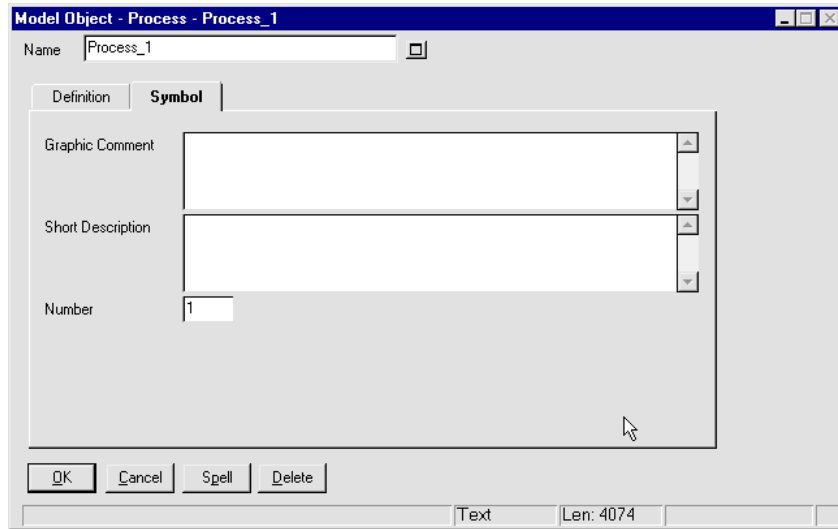 Model Object - Process - Process_1
Name Process_1
Definition Symbol
Graphic Comment
Short Description
Number 1
OK Cancel Spell Delete
Text Len: 4074